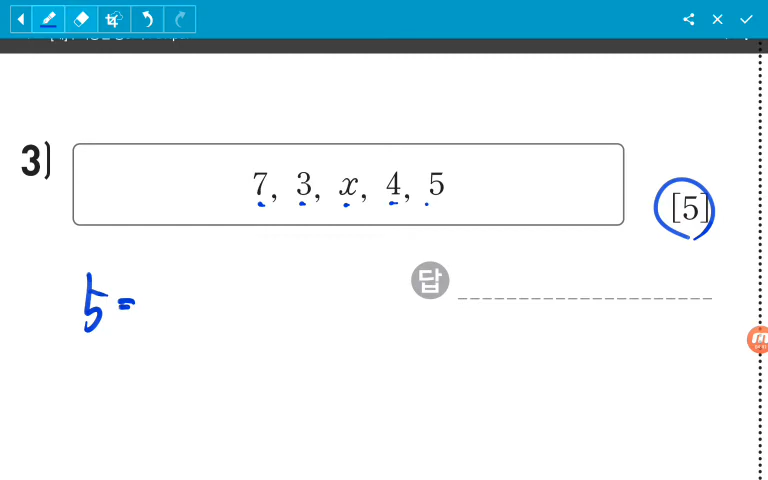 3)
7, 3, x, 4, 5
[5]
5 =
답